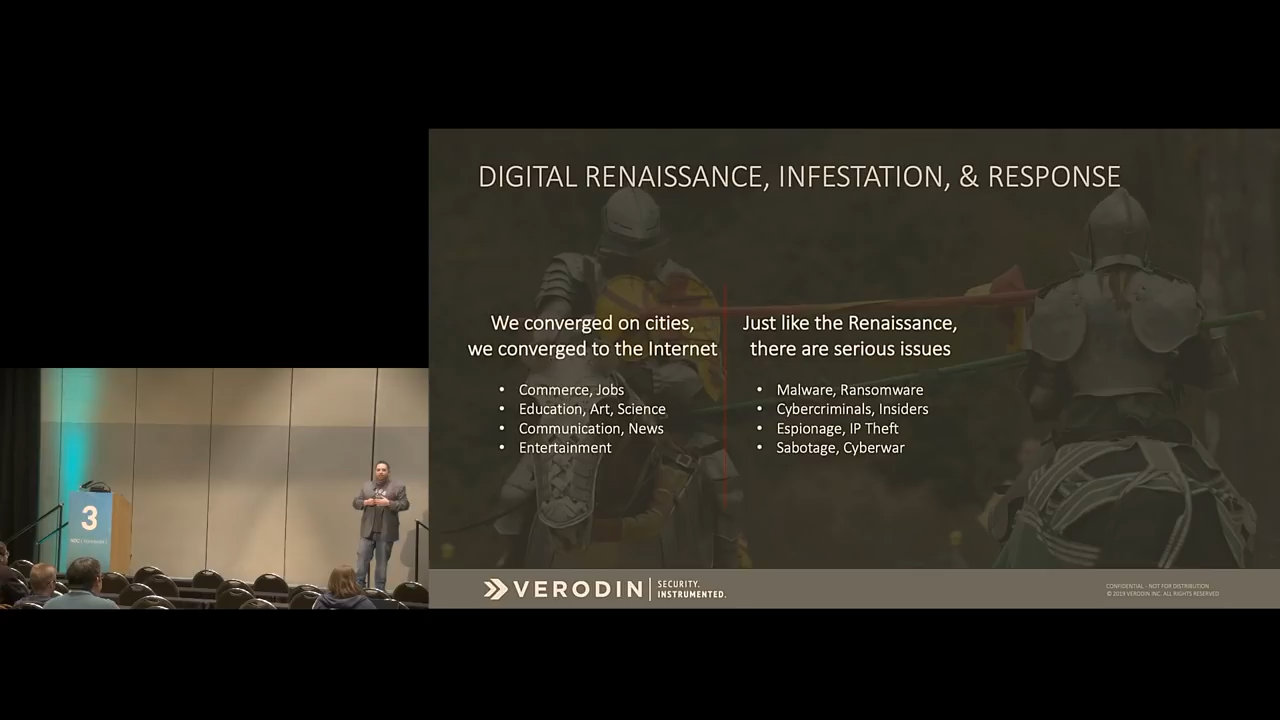 DIGITAL RENAISSANCE, INFESTATION, & RESPONSE
We converged on cities,
we converged to the Internet
• Commerce, Jobs
• Education, Art, Science
• Communication, News
• Entertainment
Just like the Renaissance,
there are serious issues
• Malware, Ransomware
• Cybercriminals, Insiders
• Espionage, IP Theft
• Sabotage, Cyberwar
3
VERODIN
SECURITY.
INSTRUMENTED.
CONFIDENTIAL - NOT FOR DISTRIBUTION
© 2019 VERODIN INC. ALL RIGHTS RESERVED